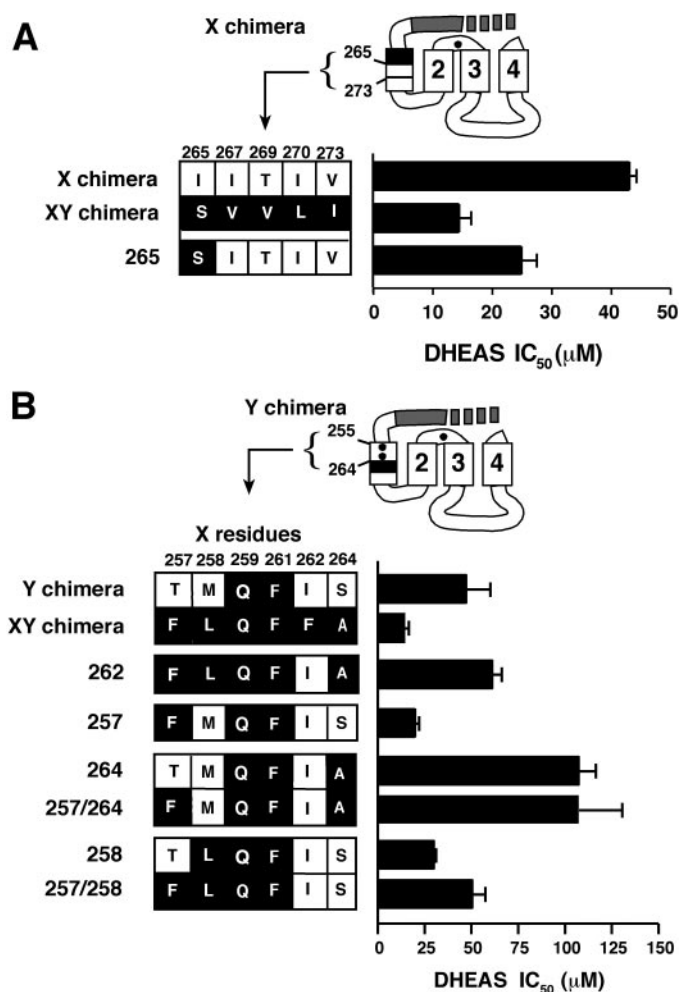 A
X chimera
265
273
2 3 4
265 267 269 270 273
X chimera I I T I V
XY chimera S V V L I
265 S I T I V
0 10 20 30 40 50
DHEAS IC50 (μM)
B
Y chimera
255
264
2 3 4
X residues
257 258 259 261 262 264
Y chimera T M Q F I S
XY chimera F L Q F F A
262 F L Q F I A
257 F M Q F I S
264 T M Q F I A
257/264 F M Q F I A
258 T L Q F I S
257/258 F L Q F I S
0 25 50 75 100 125 150
DHEAS IC50 (μM)